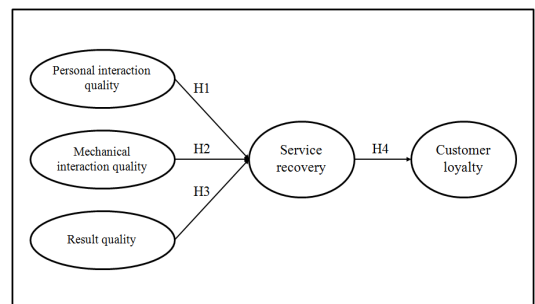 Personal interaction
quality
H1
Mechanical
interaction quality
H2
H3
Result quality
Service
recovery
H4
Customer
loyalty